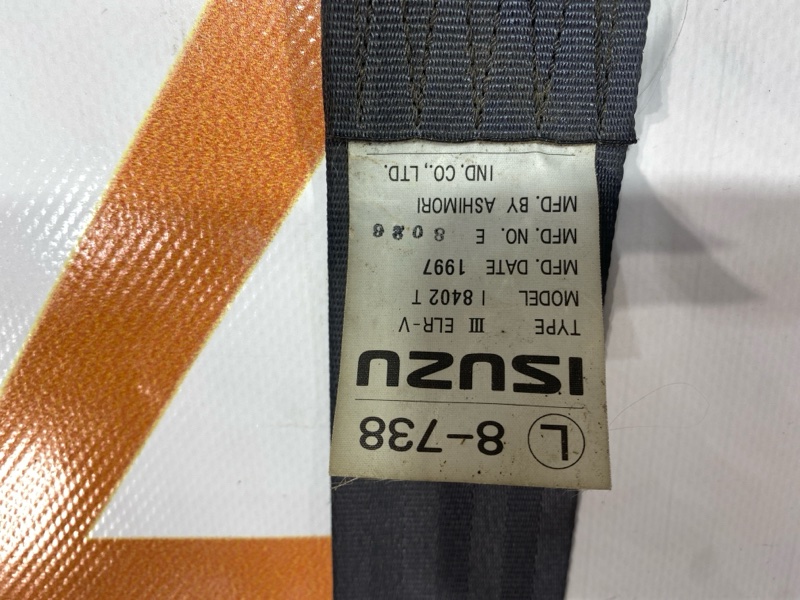 Ⓛ 8-738
ISUZU
TYPE III ELR-V
MODEL I 8402 T
MFD. DATE 1997
MFD. NO. E
MFD. BY ASHIMORI
IND. CO., LTD.